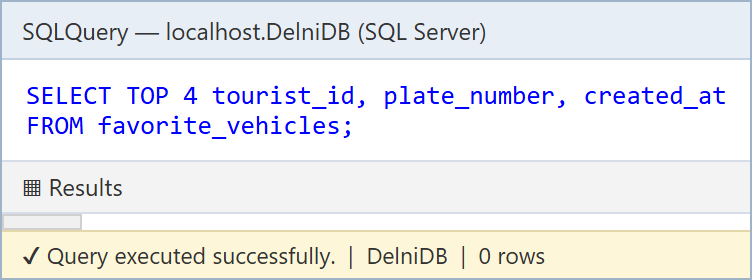 SQLQuery — localhost.DelniDB (SQL Server)
SELECT TOP 4 tourist_id, plate_number, created_at
FROM favorite_vehicles;
▦ Results
✔ Query executed successfully. | DelniDB | 0 rows